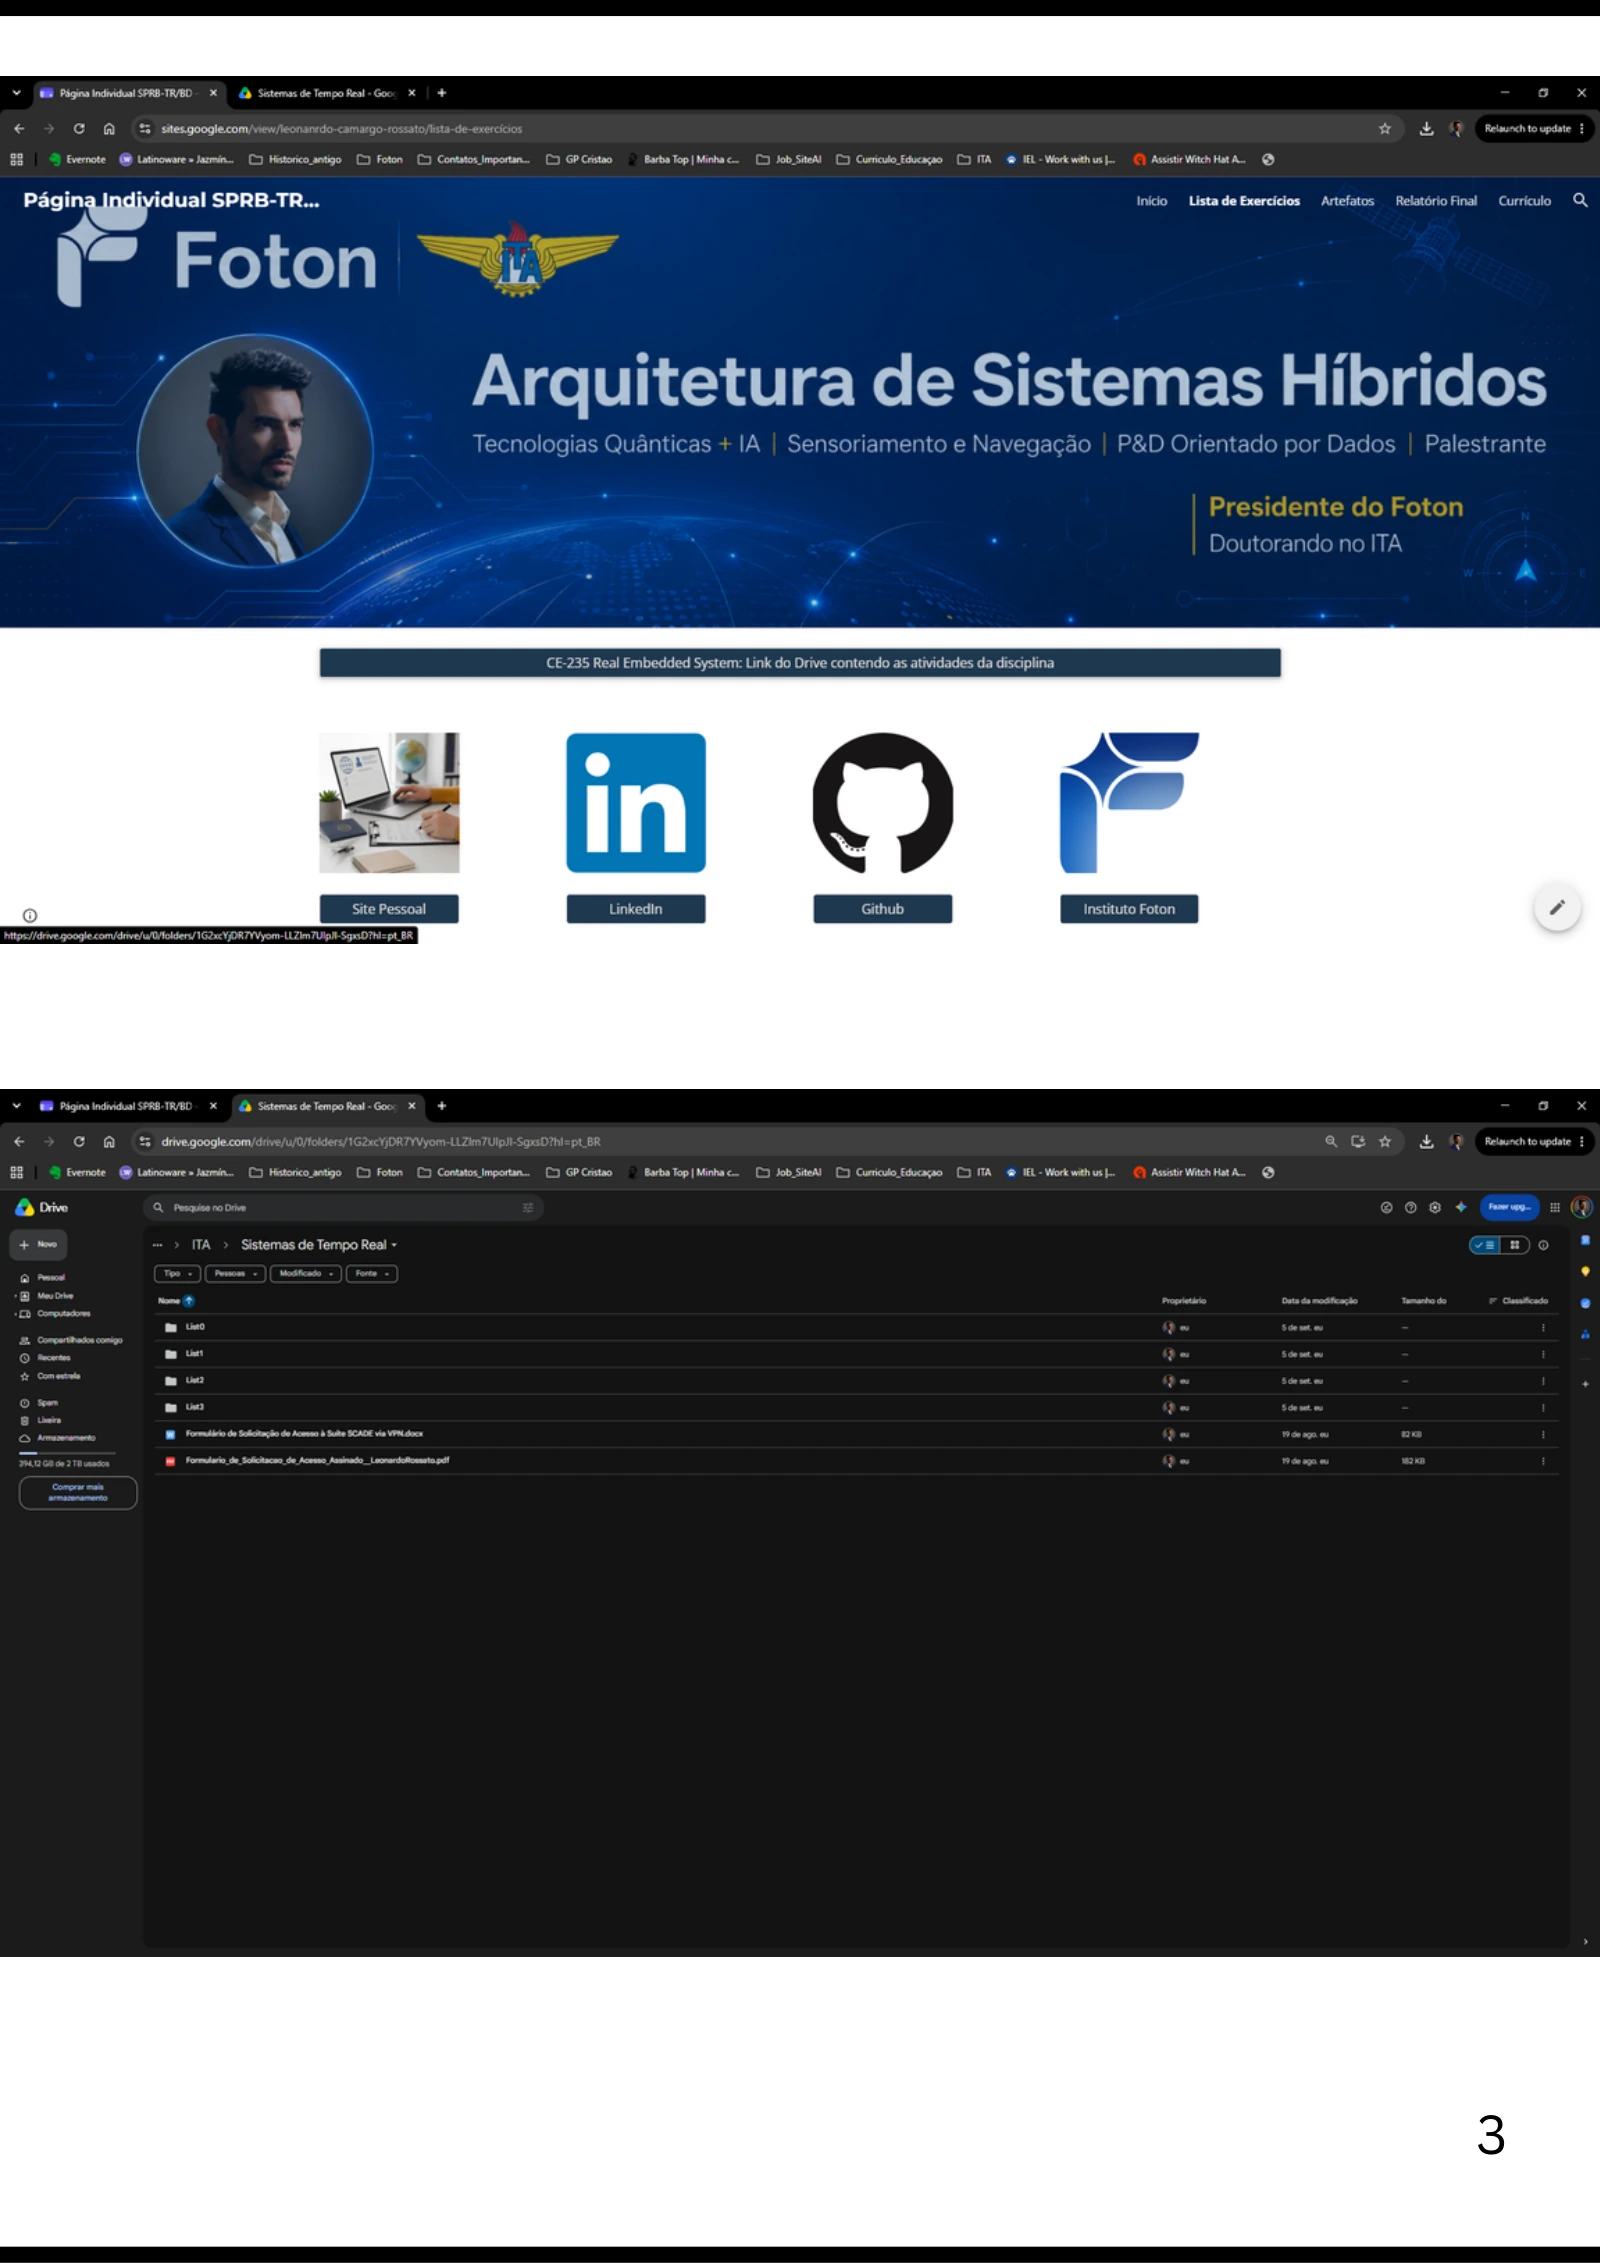 Página Individual SPRB-TR/BD
Sistemas de Tempo Real - Goo
sites.google.com/view/leonanrdo-camargo-rossato/lista-de-exercícios
Relaunch to update
Evernote
Latinoware » Jazmín...
Historico_antigo
Foton
Contatos_Importan...
GP Cristao
Barba Top | Minha c...
Job_SiteAI
Curriculo_Educaçao
ITA
IEL - Work with us |...
Assistir Witch Hat A...
Página Individual SPRB-TR...
Início
Lista de Exercícios
Artefatos
Relatório Final
Currículo
Foton
ITA
Arquitetura de Sistemas Híbridos
Tecnologias Quânticas + IA | Sensoriamento e Navegação | P&D Orientado por Dados | Palestrante
Presidente do Foton
Doutorando no ITA
N
W
E
CE-235 Real Embedded System: Link do Drive contendo as atividades da disciplina
in
Site Pessoal
LinkedIn
Github
Instituto Foton
https://drive.google.com/drive/u/0/folders/1G2xcYjDR7YVyom-LLZIm7UIpJI-SgxsD?hl=pt_BR
Página Individual SPRB-TR/BD
Sistemas de Tempo Real - Goo
drive.google.com/drive/u/0/folders/1G2xcYjDR7YVyom-LLZIm7UIpJI-SgxsD?hl=pt_BR
Relaunch to update
Evernote
Latinoware » Jazmín...
Historico_antigo
Foton
Contatos_Importan...
GP Cristao
Barba Top | Minha c...
Job_SiteAI
Curriculo_Educaçao
ITA
IEL - Work with us |...
Assistir Witch Hat A...
Drive
Pesquise no Drive
Fazer upg...
Novo
Pessoal
Meu Drive
Computadores
Compartilhados comigo
Recentes
Com estrela
Spam
Lixeira
Armazenamento
394,12 GB de 2 TB usados
Comprar mais
armazenamento
... > ITA > Sistemas de Tempo Real
Tipo
Pessoas
Modificado
Fonte
Nome
Proprietário
Data da modificação
Tamanho do
Classificado
List0 eu 5 de set. eu —
List1 eu 5 de set. eu —
List2 eu 5 de set. eu —
List3 eu 5 de set. eu —
Formulário de Solicitação de Acesso à Suite SCADE via VPN.docx eu 19 de ago. eu 82 KB
Formulario_de_Solicitacao_de_Acesso_Assinado__LeonardoRossato.pdf eu 19 de ago. eu 182 KB
3